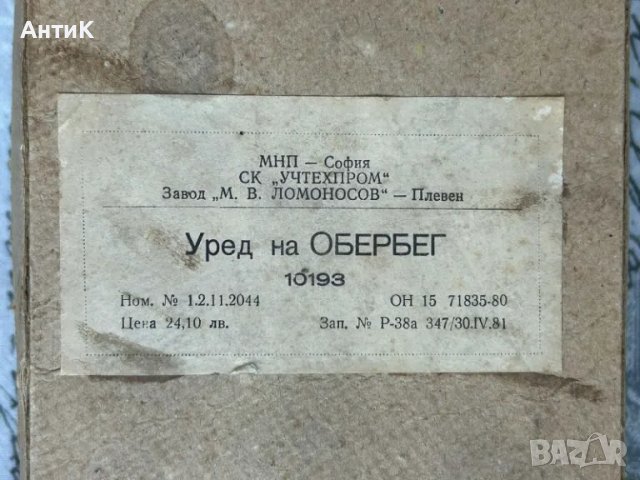 АнтиК
МНП — София
СК „УЧТЕХПРОМ“
Завод „М. В. ЛОМОНОСОВ“ — Плевен
Уред на ОБЕРБЕГ
10193
Ном. № 1.2.11.2044 ОН 15 71835-80
Цена 24,10 лв. Зап. № Р-38а 347/30.IV.81
BAZAR